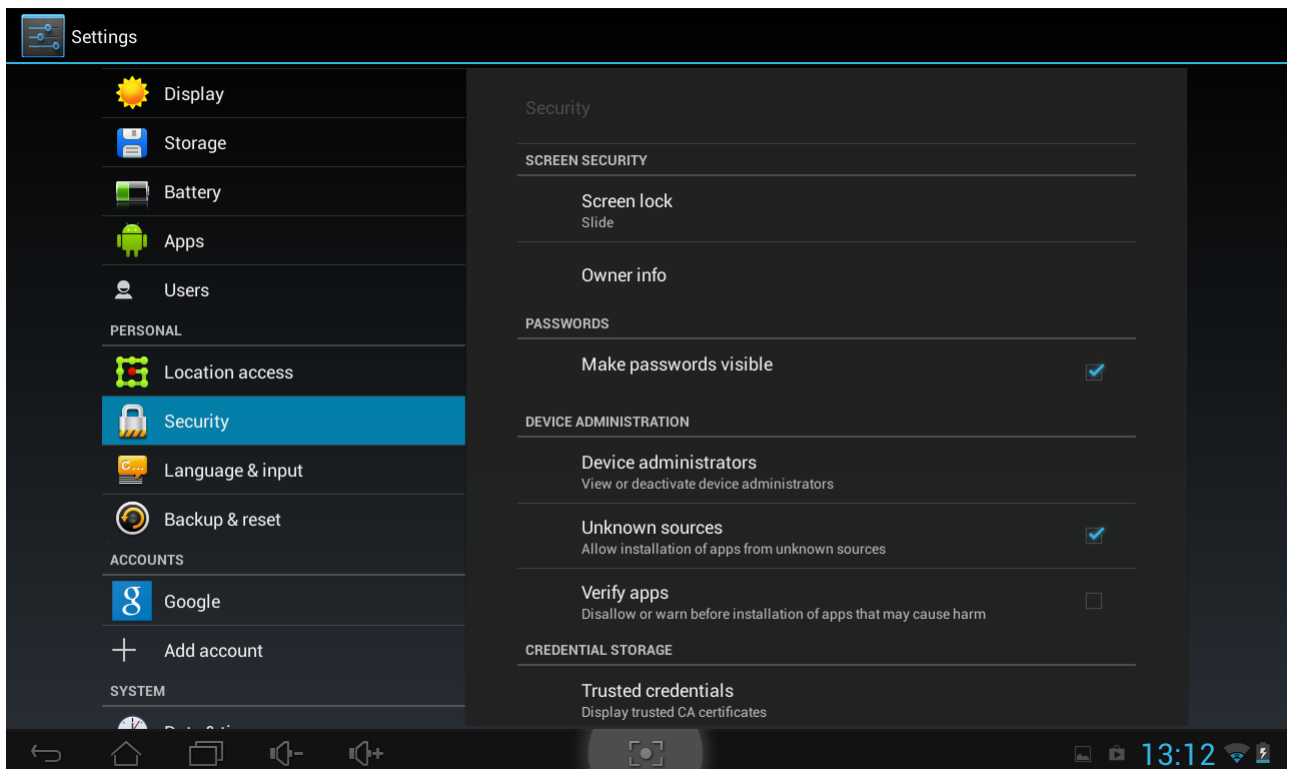 Settings
Display
Storage
Battery
Apps
Users
PERSONAL
Location access
Security
Language & input
Backup & reset
ACCOUNTS
Google
Add account
SYSTEM
Security
SCREEN SECURITY
Screen lock
Slide
Owner info
PASSWORDS
Make passwords visible
DEVICE ADMINISTRATION
Device administrators
View or deactivate device administrators
Unknown sources
Allow installation of apps from unknown sources
Verify apps
Disallow or warn before installation of apps that may cause harm
CREDENTIAL STORAGE
Trusted credentials
Display trusted CA certificates
13:12